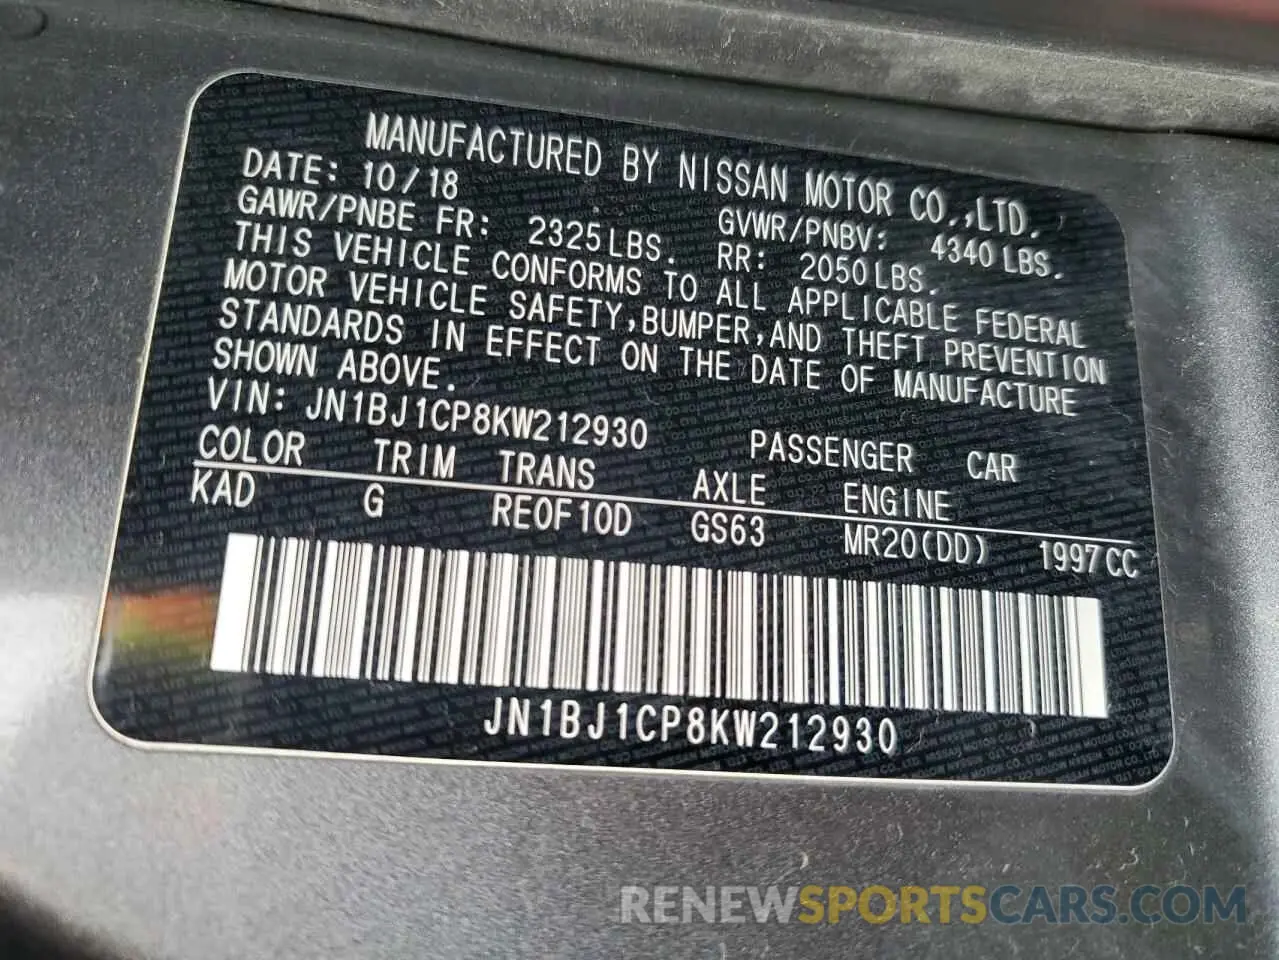 MANUFACTURED BY NISSAN MOTOR CO.,LTD.
DATE: 10/18 GVWR/PNBV: 4340 LBS.
GAWR/PNBE FR: 2325 LBS. RR: 2050 LBS.
THIS VEHICLE CONFORMS TO ALL APPLICABLE FEDERAL
MOTOR VEHICLE SAFETY,BUMPER,AND THEFT PREVENTION
STANDARDS IN EFFECT ON THE DATE OF MANUFACTURE
SHOWN ABOVE.
VIN: JN1BJ1CP8KW212930 PASSENGER CAR
COLOR TRIM TRANS AXLE ENGINE
KAD G RE0F10D GS63 MR20(DD) 1997CC
JN1BJ1CP8KW212930
RENEWSPORTSCARS.COM